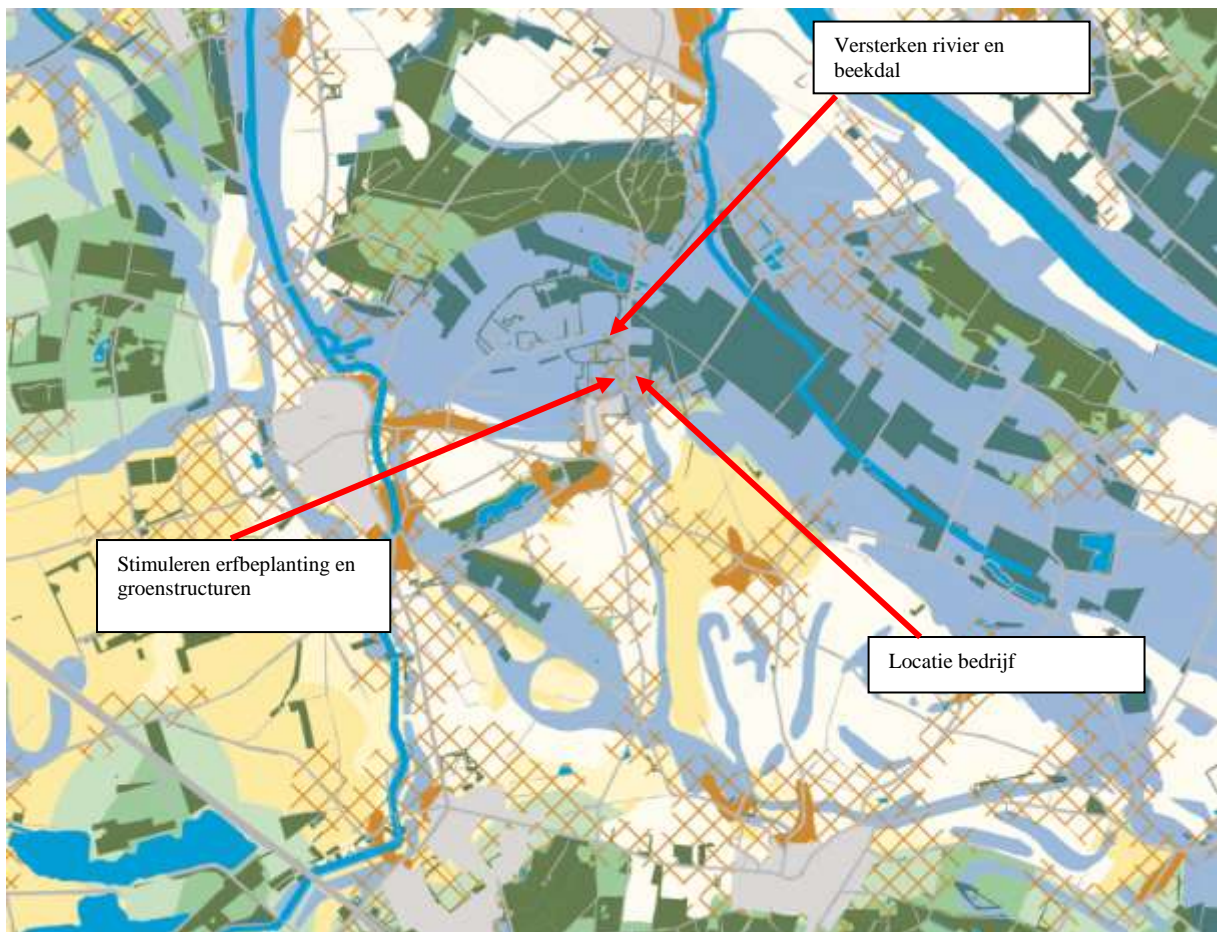 Versterken rivier en
beekdal
Stimuleren erfbeplanting en
groenstructuren
Locatie bedrijf